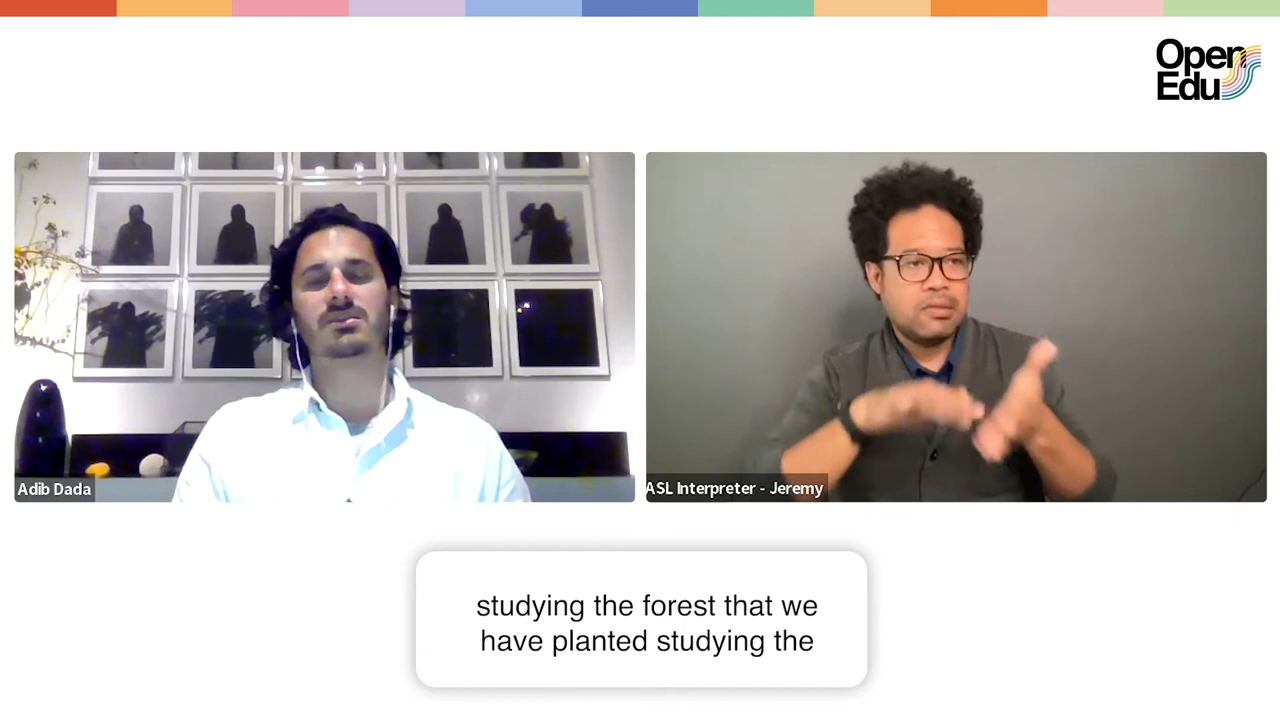 Open
Edu
Adib Dada
ASL Interpreter - Jeremy
studying the forest that we
have planted studying the